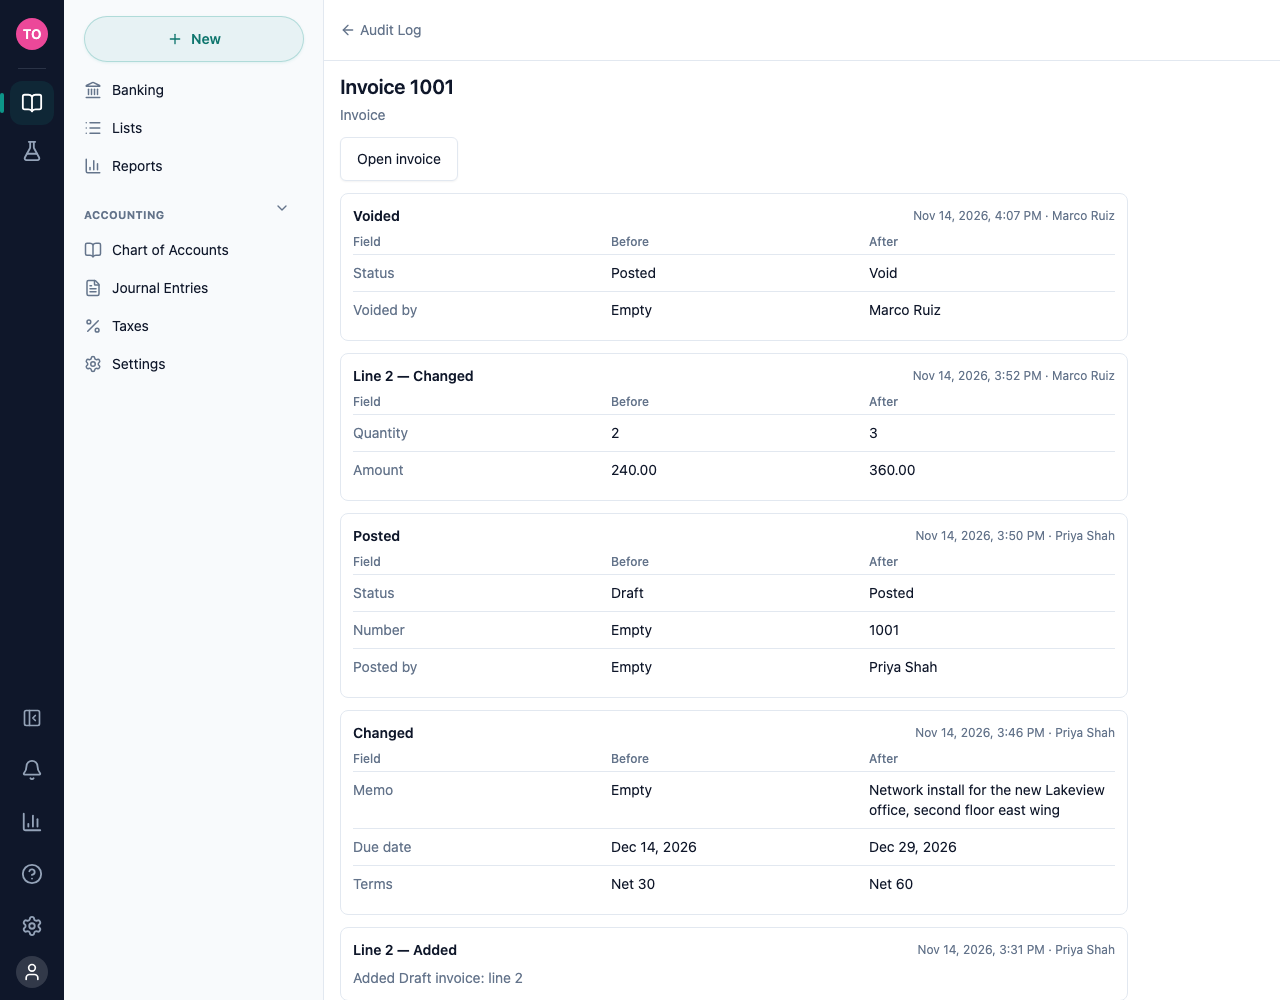 TO
New
Banking
Lists
Reports
ACCOUNTING
Chart of Accounts
Journal Entries
Taxes
Settings
Audit Log
Invoice 1001
Invoice
Open invoice
Voided Nov 14, 2026, 4:07 PM · Marco Ruiz
Field Before After
Status Posted Void
Voided by Empty Marco Ruiz
Line 2 — Changed Nov 14, 2026, 3:52 PM · Marco Ruiz
Field Before After
Quantity 2 3
Amount 240.00 360.00
Posted Nov 14, 2026, 3:50 PM · Priya Shah
Field Before After
Status Draft Posted
Number Empty 1001
Posted by Empty Priya Shah
Changed Nov 14, 2026, 3:46 PM · Priya Shah
Field Before After
Memo Empty Network install for the new Lakeview
office, second floor east wing
Due date Dec 14, 2026 Dec 29, 2026
Terms Net 30 Net 60
Line 2 — Added Nov 14, 2026, 3:31 PM · Priya Shah
Added Draft invoice: line 2